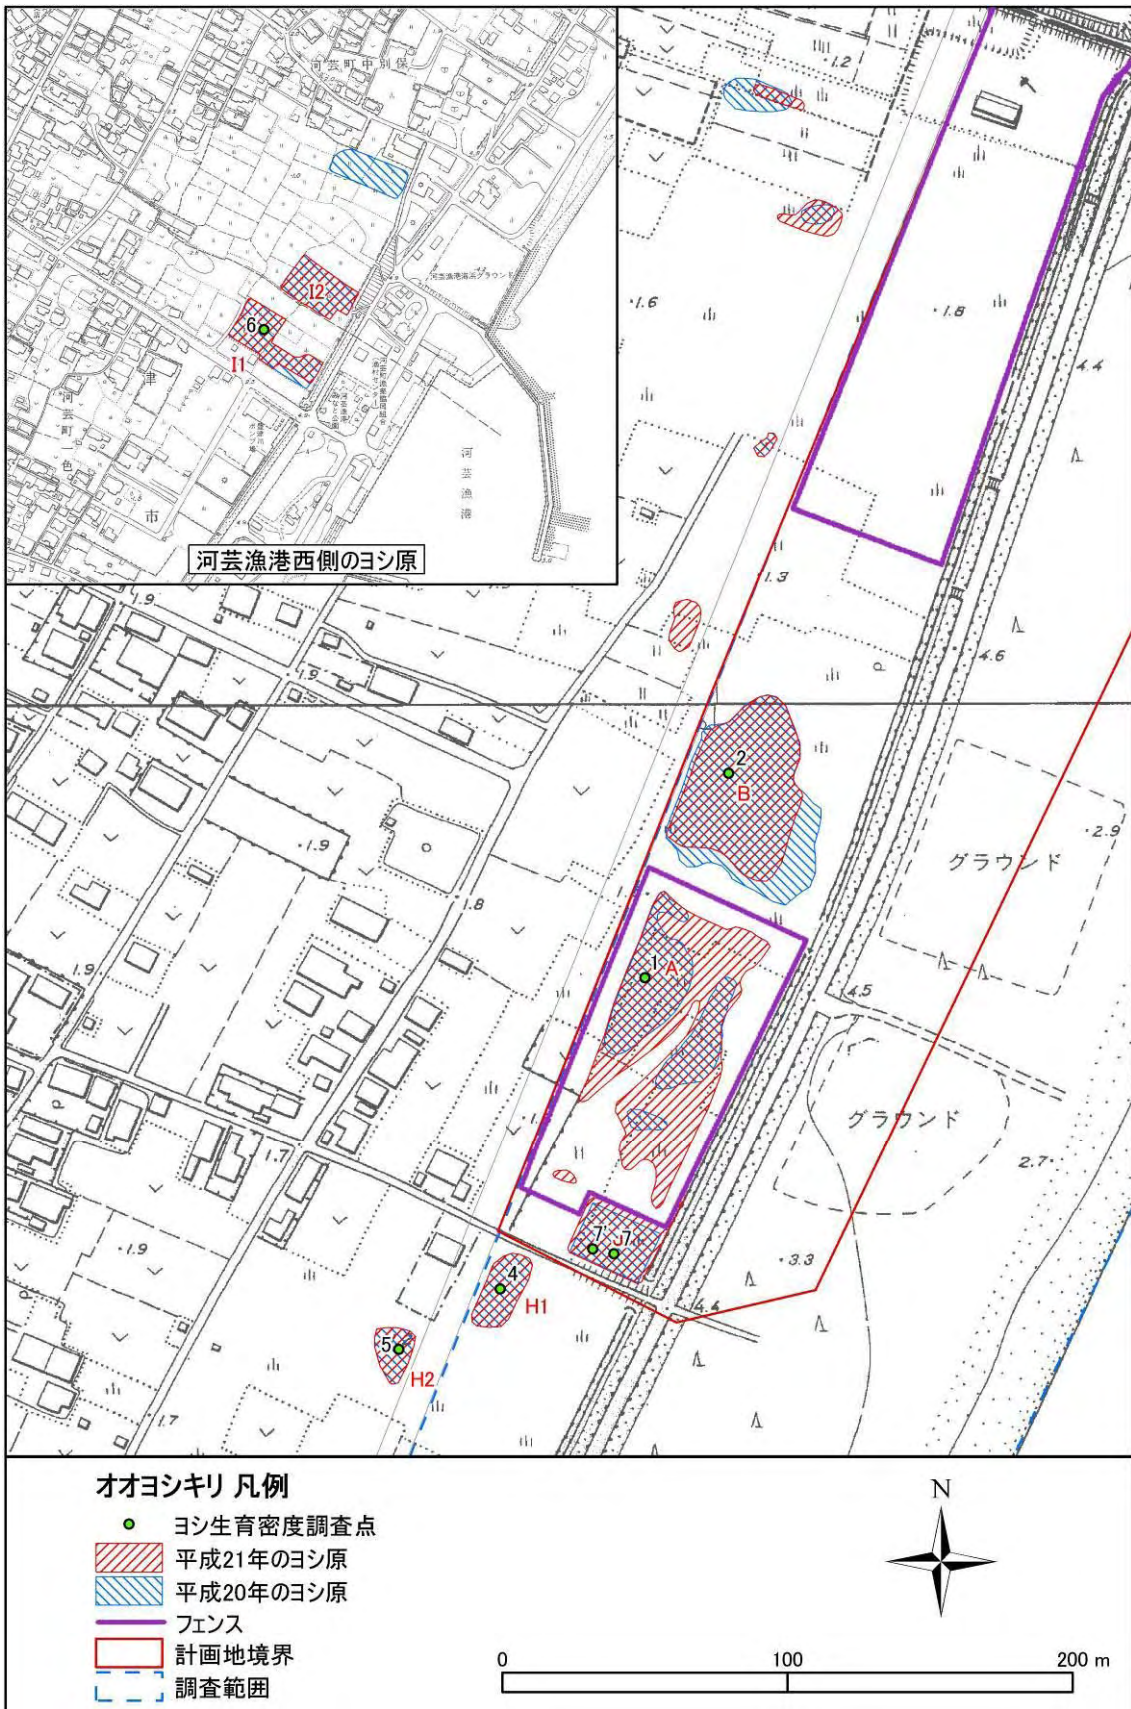 河芸町中別保
河芸漁港海浜グラウンド
I2
6
I1
津
市
河芸町一色
河芸漁港
河芸漁港西側のヨシ原
1.2
1.6
1.8
4.4
1.3
4.6
1.9
1.9
2
B
2.9
グラウンド
1.9
1.8
1.9
1
A
4.5
グラウンド
2.7
1.7
1.9
7'
7
3.3
4
H1
4.4
5
H2
1.7
オオヨシキリ 凡例
ヨシ生育密度調査点
平成21年のヨシ原
平成20年のヨシ原
フェンス
計画地境界
調査範囲
N
0 100 200 m